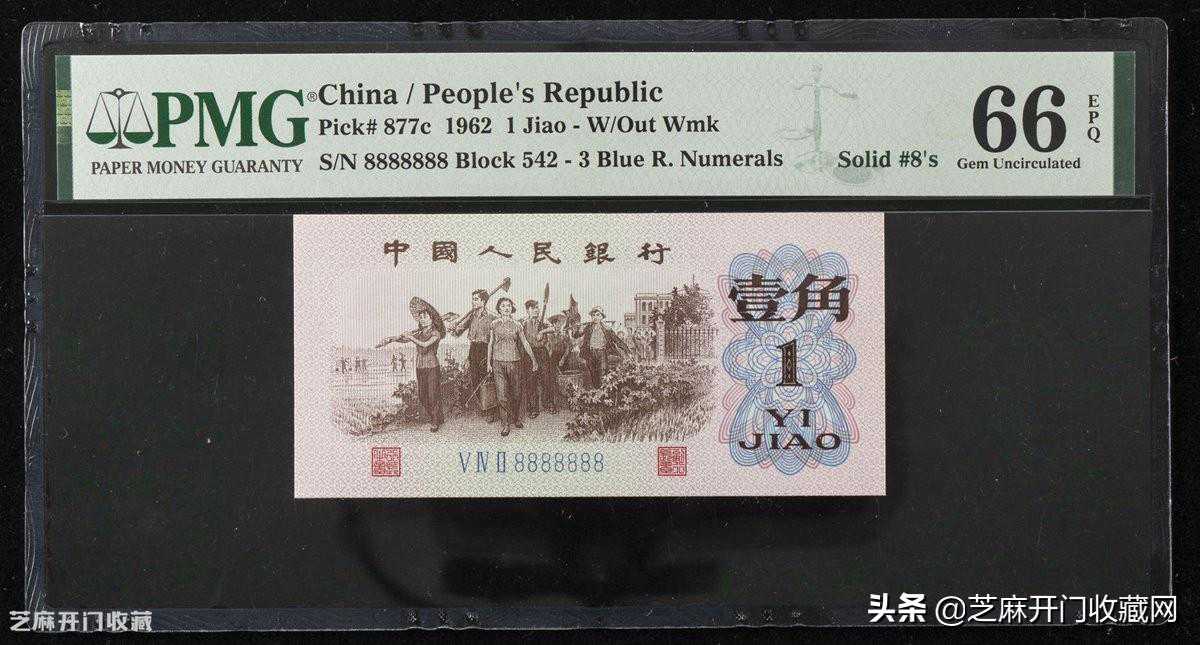 PMG®
PAPER MONEY GUARANTY
China / People's Republic
Pick# 877c 1962 1 Jiao - W/Out Wmk
S/N 8888888 Block 542 - 3 Blue R. Numerals
Solid #8's
66
EPQ
Gem Uncirculated
中國人民銀行
壹角
1
YI
JIAO
V IV II 8888888
芝麻开门收藏
头条 @芝麻开门收藏网